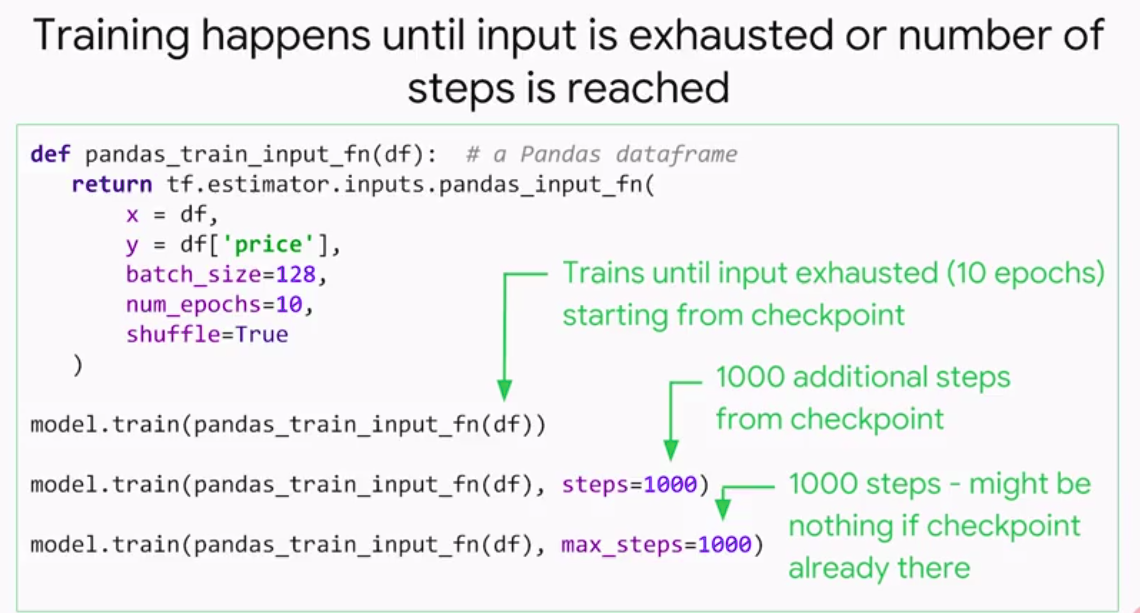 Training happens until input is exhausted or number of
steps is reached
def pandas_train_input_fn(df):  # a Pandas dataframe
return tf.estimator.inputs.pandas_input_fn(
x = df,
y = df['price'],
batch_size=128,
num_epochs=10,
shuffle=True
)
Trains until input exhausted (10 epochs)
starting from checkpoint
model.train(pandas_train_input_fn(df))
1000 additional steps
from checkpoint
model.train(pandas_train_input_fn(df), steps=1000)
1000 steps - might be
nothing if checkpoint
already there
model.train(pandas_train_input_fn(df), max_steps=1000)